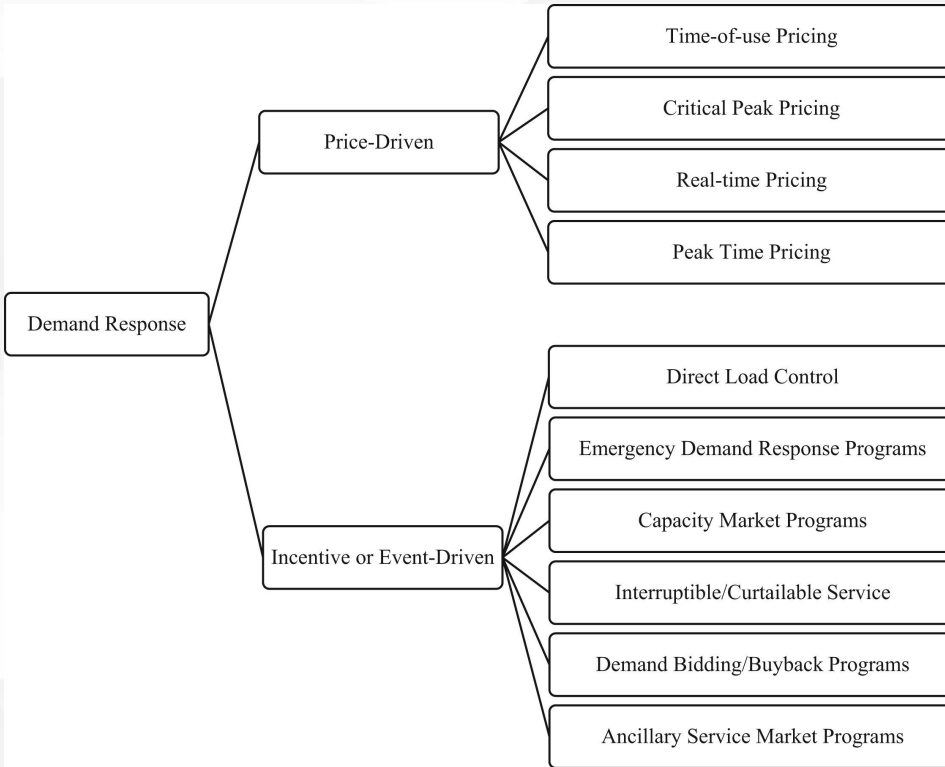 Demand Response
Price-Driven
Time-of-use Pricing
Critical Peak Pricing
Real-time Pricing
Peak Time Pricing
Incentive or Event-Driven
Direct Load Control
Emergency Demand Response Programs
Capacity Market Programs
Interruptible/Curtailable Service
Demand Bidding/Buyback Programs
Ancillary Service Market Programs